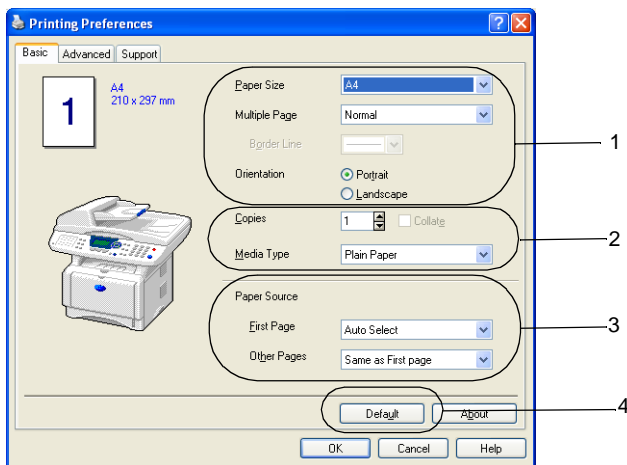 Printing Preferences
Basic Advanced Support
1
A4
210 x 297 mm
Paper Size A4
Multiple Page Normal
Border Line
Orientation Portrait
Landscape
1
Copies 1 Collate
Media Type Plain Paper
2
Paper Source
First Page Auto Select
Other Pages Same as First page
3
Default About
4
OK Cancel Help